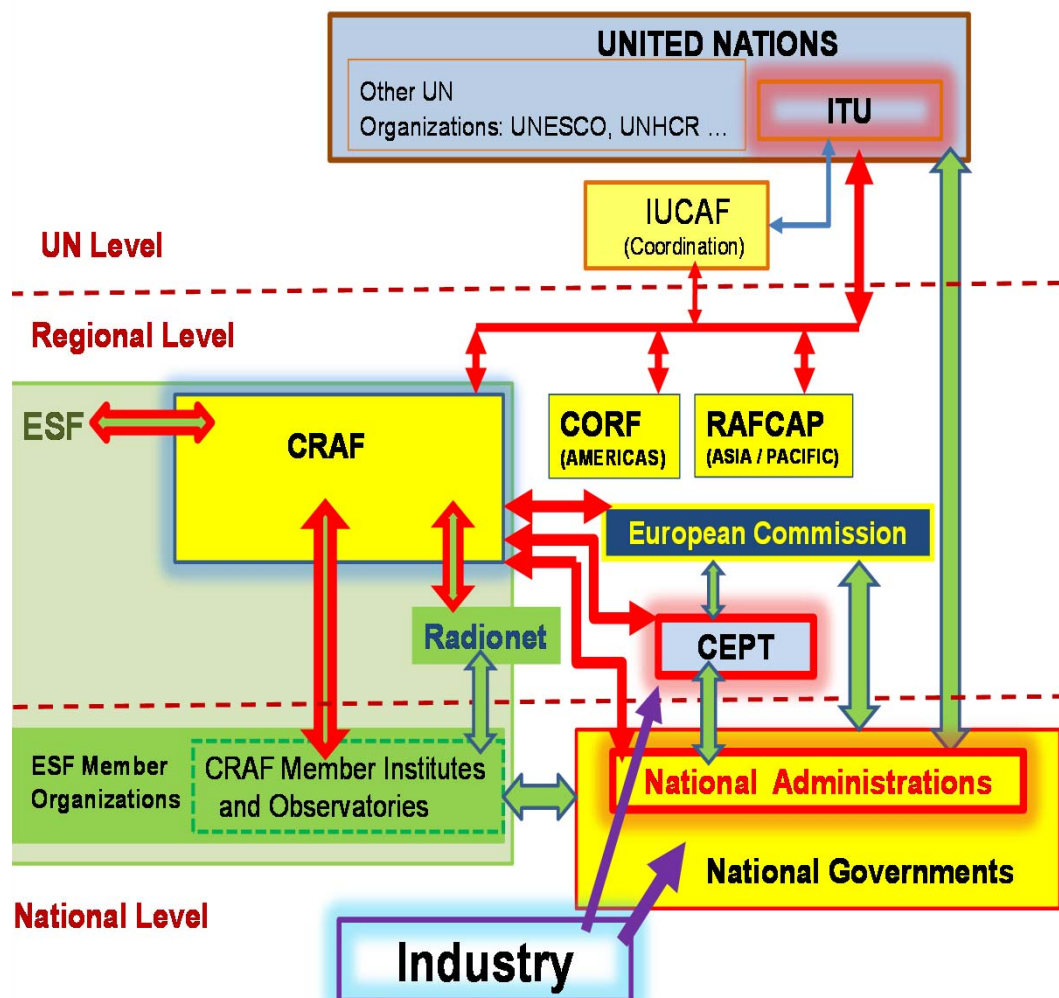 UNITED NATIONS
Other UN
Organizations: UNESCO, UNHCR ...
ITU
IUCAF
(Coordination)
UN Level
Regional Level
ESF
CRAF
CORF
(AMERICAS)
RAFCAP
(ASIA / PACIFIC)
European Commission
Radionet
CEPT
ESF Member
Organizations
CRAF Member Institutes
and Observatories
National Administrations
National Governments
National Level
Industry